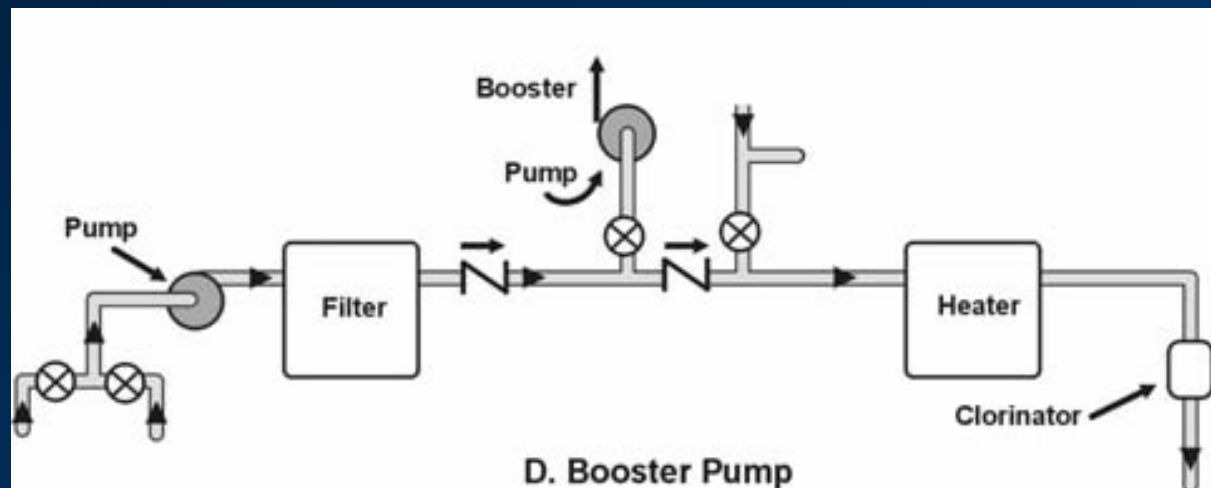 Booster
Pump
Pump
Filter
Heater
Clorinator
D. Booster Pump